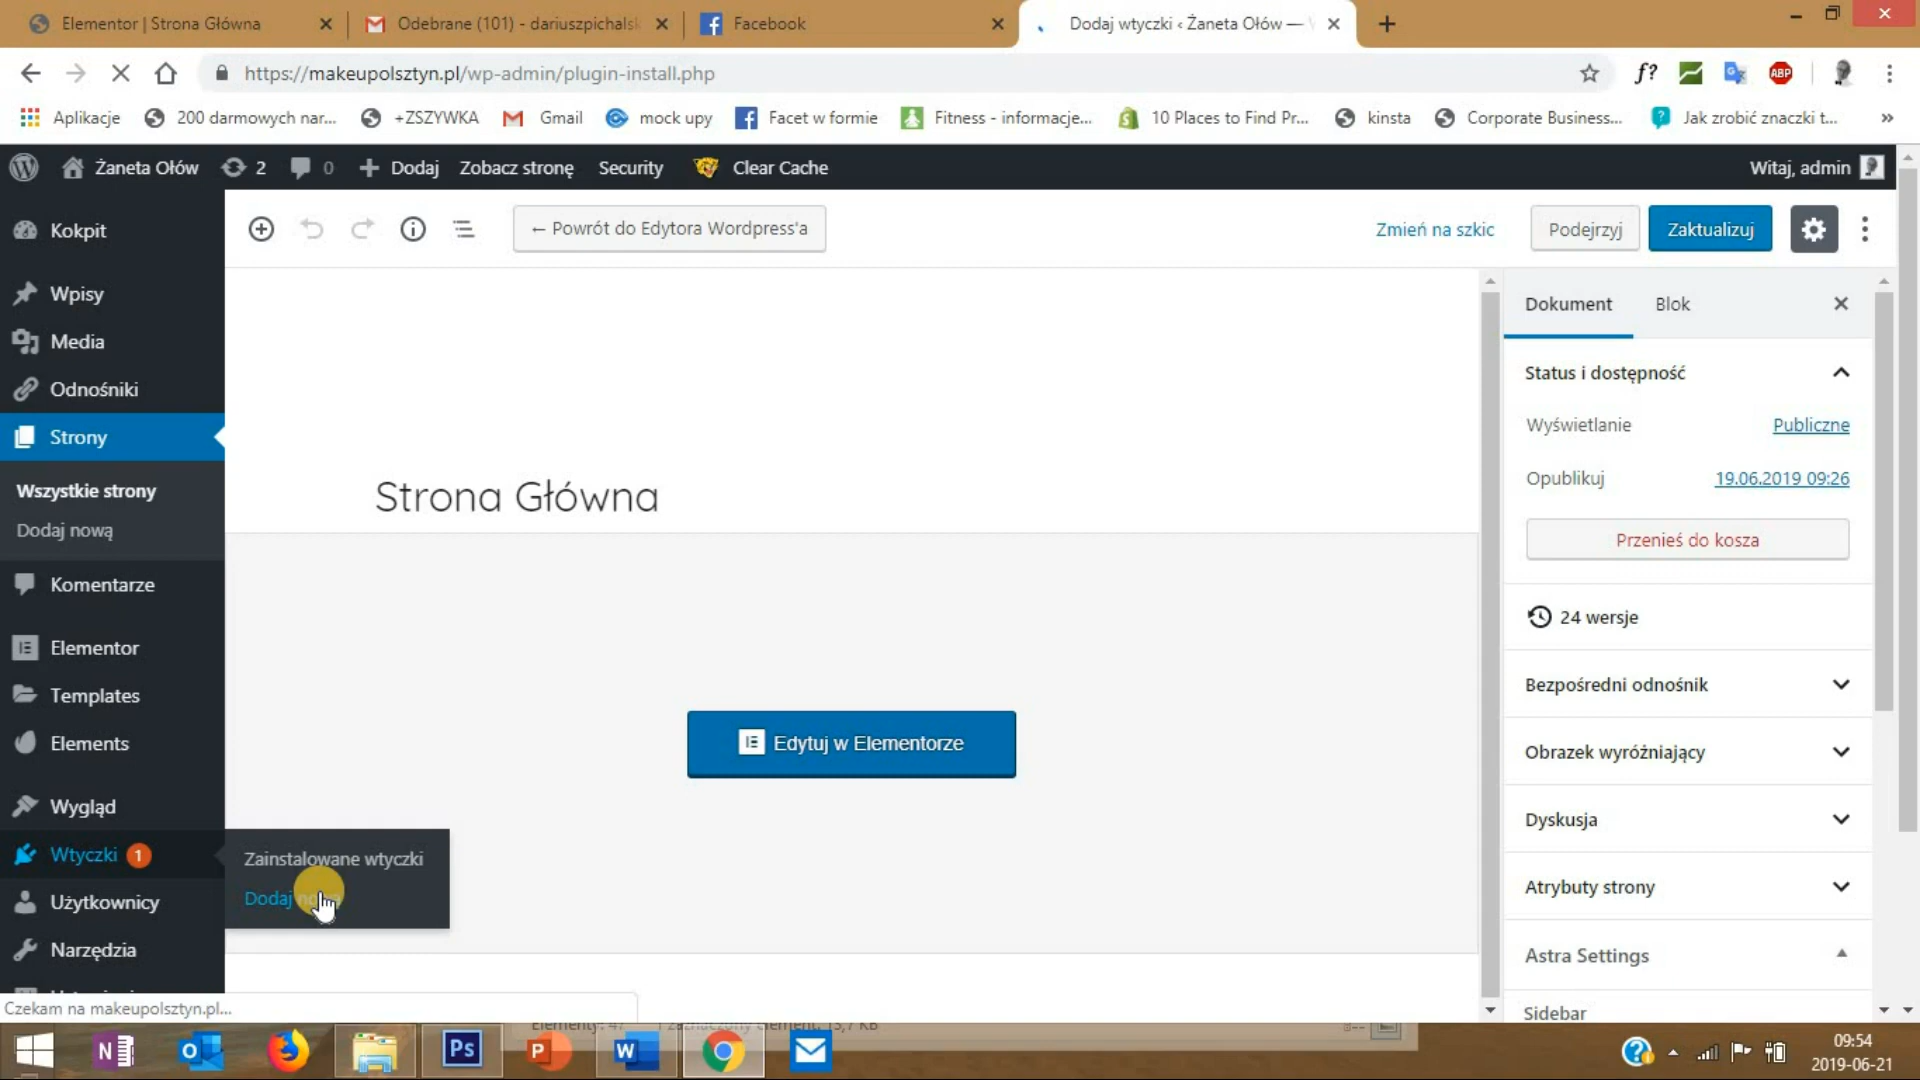 Elementor | Strona Główna
Odebrane (101) - dariuszpichalsk
Facebook
Dodaj wtyczki ‹ Żaneta Ołów —
https://makeupolsztyn.pl/wp-admin/plugin-install.php
f?
ABP
Aplikacje
200 darmowych nar...
+ZSZYWKA
Gmail
mock upy
Facet w formie
Fitness - informacje...
10 Places to Find Pr...
kinsta
Corporate Business...
Jak zrobić znaczki t...
»
Żaneta Ołów
2
0
Dodaj
Zobacz stronę
Security
Clear Cache
Witaj, admin
Kokpit
Wpisy
Media
Odnośniki
Strony
Wszystkie strony
Dodaj nową
Komentarze
Elementor
Templates
Elements
Wygląd
Wtyczki 1
Użytkownicy
Narzędzia
Zainstalowane wtyczki
Dodaj
← Powrót do Edytora Wordpress'a
Zmień na szkic
Podejrzyj
Zaktualizuj
Strona Główna
Edytuj w Elementorze
Dokument
Blok
Status i dostępność
Wyświetlanie
Publiczne
Opublikuj
19.06.2019 09:26
Przenieś do kosza
24 wersje
Bezpośredni odnośnik
Obrazek wyróżniający
Dyskusja
Atrybuty strony
Astra Settings
Sidebar
Czekam na makeupolsztyn.pl...
Ps
09:54
2019-06-21